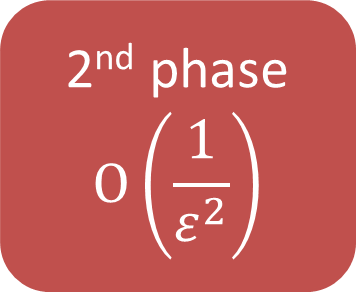 2nd phase
O(1/ε²)